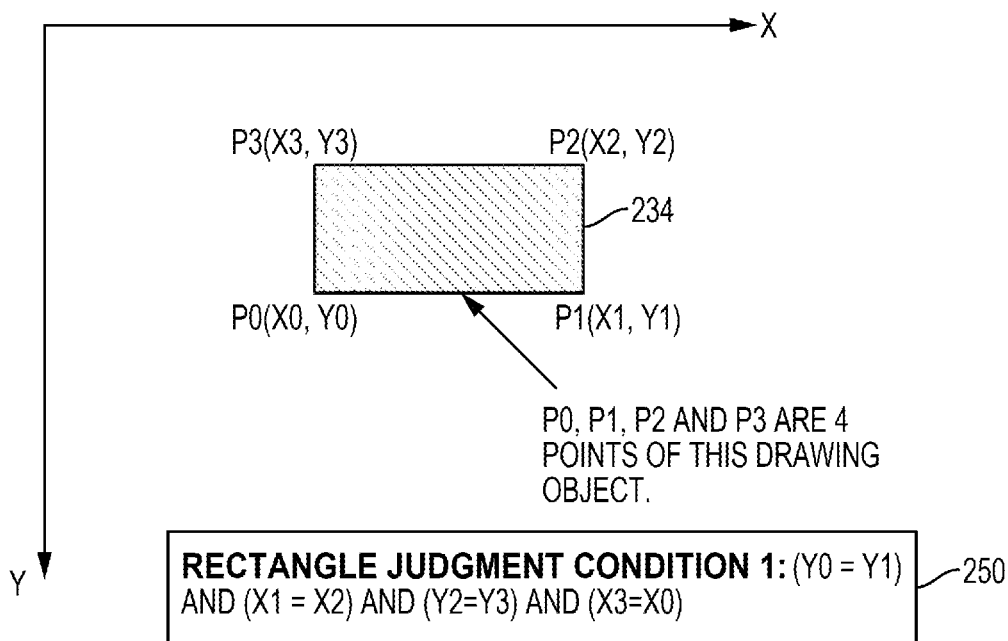 X
P3(X3, Y3)
P2(X2, Y2)
234
P0(X0, Y0)
P1(X1, Y1)
P0, P1, P2 AND P3 ARE 4
POINTS OF THIS DRAWING
OBJECT.
Y
RECTANGLE JUDGMENT CONDITION 1: (Y0 = Y1)
AND (X1 = X2) AND (Y2=Y3) AND (X3=X0)
250